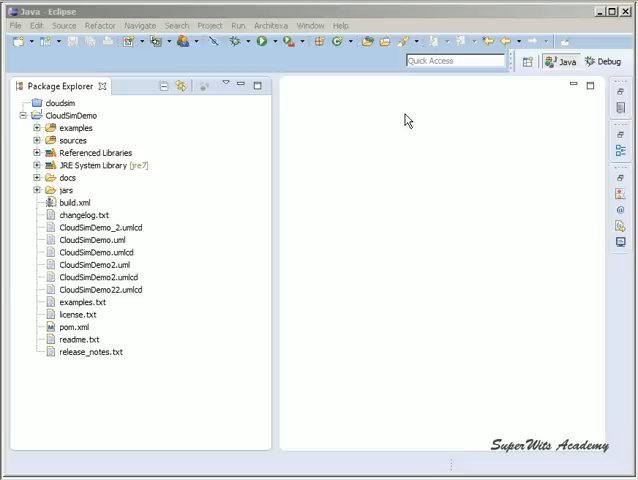 Java - Eclipse
File Edit Source Refactor Navigate Search Project Run Architexa Window Help
Quick Access
Java
Debug
Package Explorer
cloudsim
CloudSimDemo
examples
sources
Referenced Libraries
JRE System Library [jre7]
docs
jars
build.xml
changelog.txt
CloudSimDemo_2.umlcd
CloudSimDemo.uml
CloudSimDemo.umlcd
CloudSimDemo2.uml
CloudSimDemo2.umlcd
CloudSimDemo22.umlcd
examples.txt
license.txt
pom.xml
readme.txt
release_notes.txt
SuperWits Academy